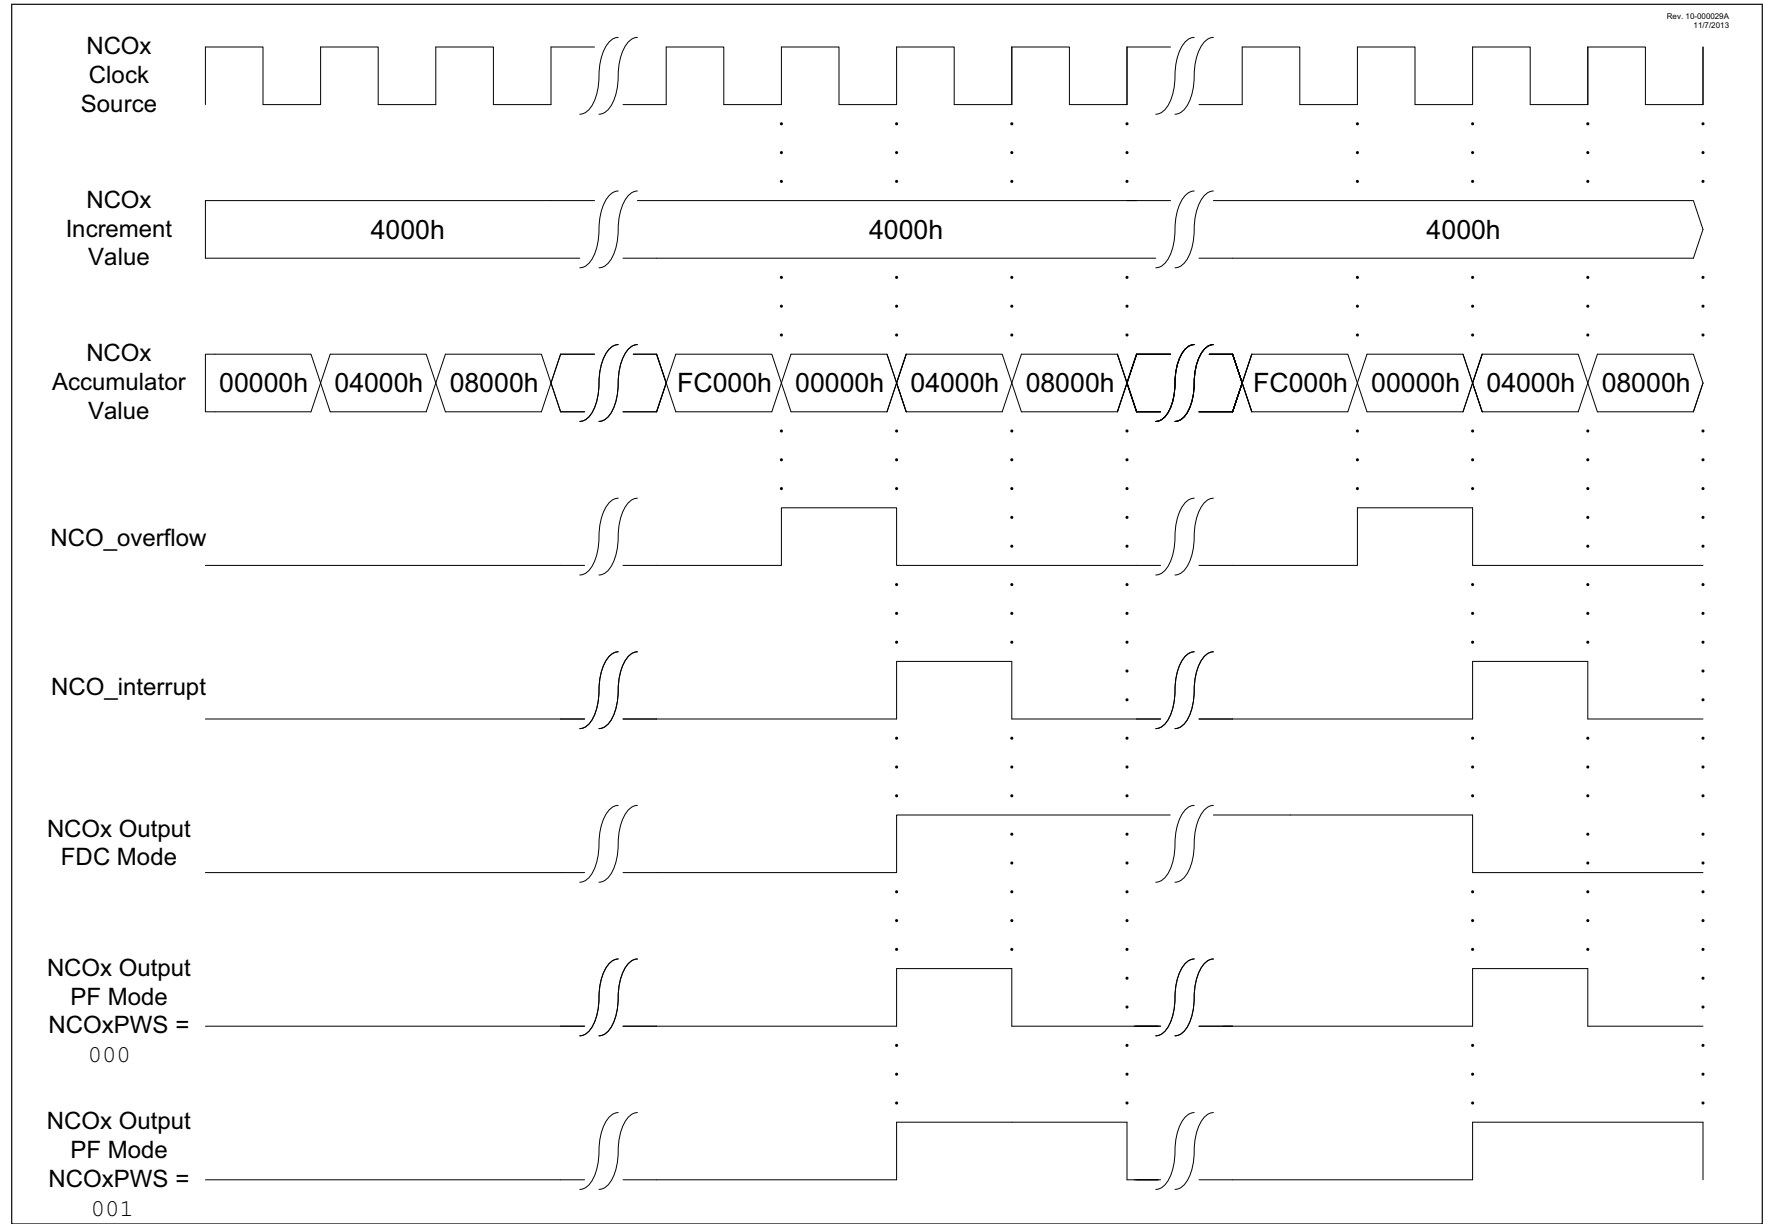 Rev. 10-000029A
11/7/2013
NCOx
Clock
Source
NCOx
Increment
Value
4000h
4000h
4000h
NCOx
Accumulator
Value
00000h
04000h
08000h
FC000h
00000h
04000h
08000h
FC000h
00000h
04000h
08000h
NCO_overflow
NCO_interrupt
NCOx Output
FDC Mode
NCOx Output
PF Mode
NCOxPWS =
000
NCOx Output
PF Mode
NCOxPWS =
001